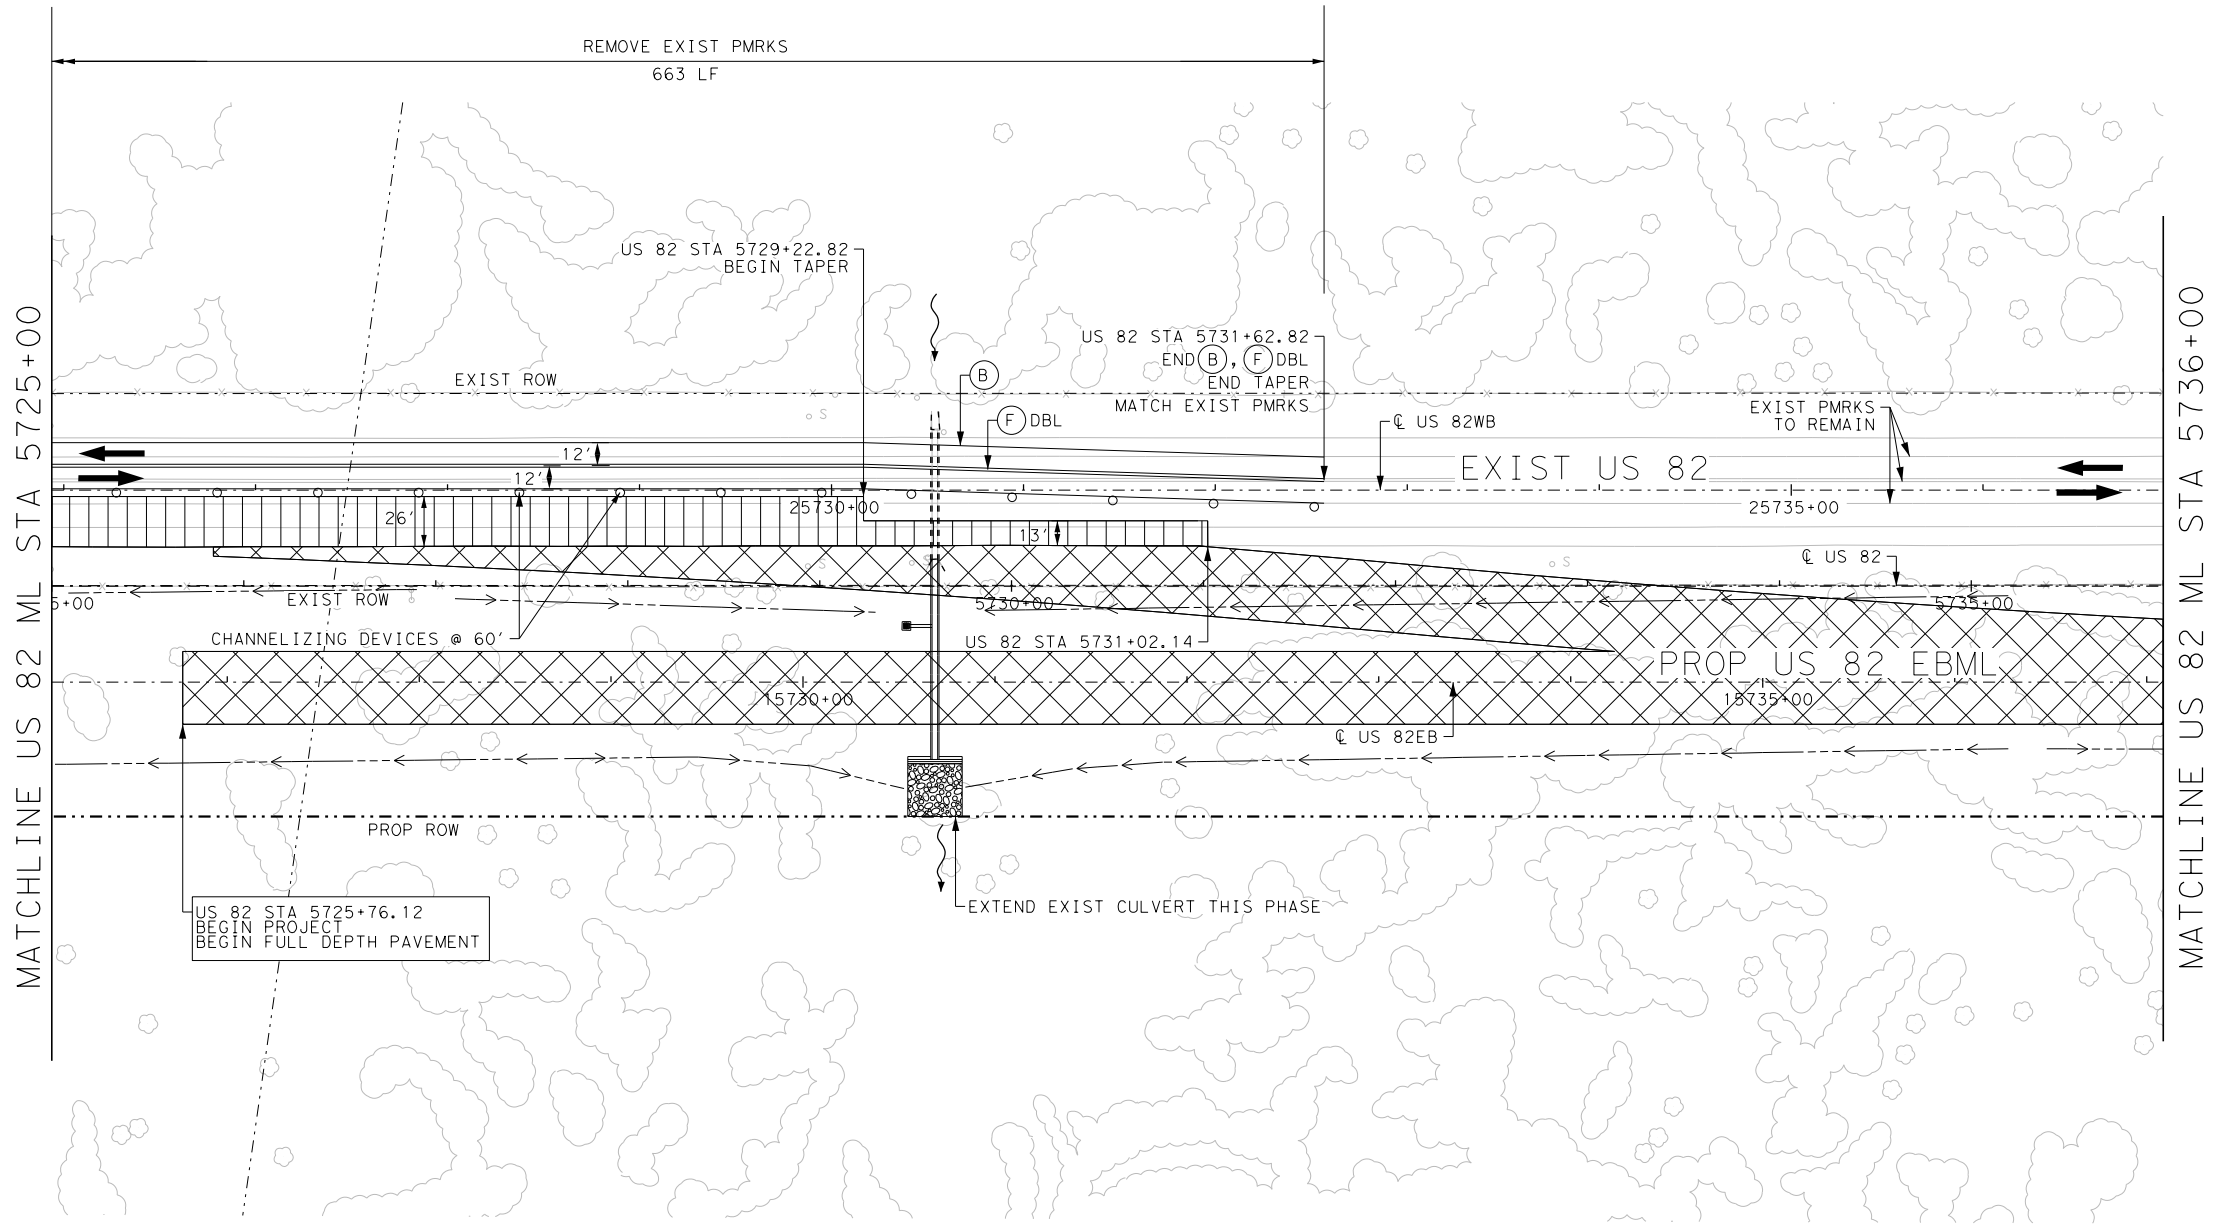 REMOVE EXIST PMRKS
663 LF
US 82 STA 5729+22.82
BEGIN TAPER
US 82 STA 5731+62.82
END B, F DBL
END TAPER
MATCH EXIST PMRKS
EXIST ROW
B
F DBL
℄ US 82WB
EXIST PMRKS
TO REMAIN
12'
12'
EXIST US 82
26'
25730+00
13'
25735+00
S
S
S
℄ US 82
5+00
EXIST ROW
5730+00
5735+00
CHANNELIZING DEVICES @ 60'
US 82 STA 5731+02.14
PROP US 82 EBML
15730+00
15735+00
℄ US 82EB
PROP ROW
US 82 STA 5725+76.12
BEGIN PROJECT
BEGIN FULL DEPTH PAVEMENT
EXTEND EXIST CULVERT THIS PHASE
MATCHLINE US 82 ML STA 5725+00
MATCHLINE US 82 ML STA 5736+00